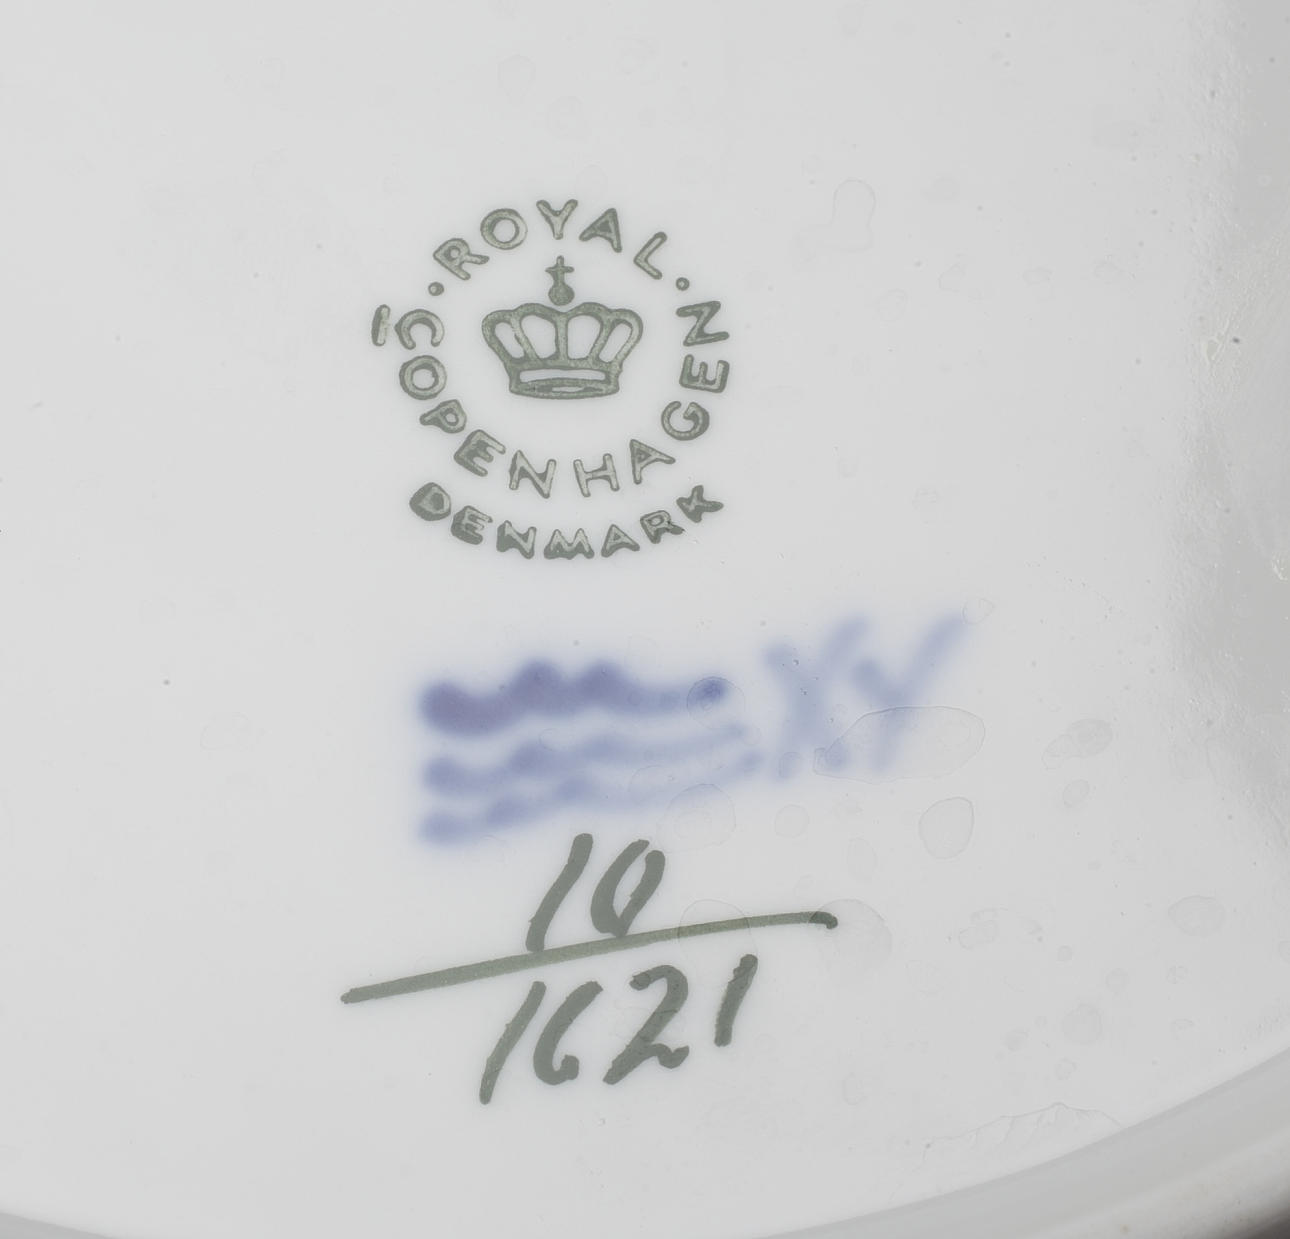 · ROYAL ·
COPENHAGEN
DENMARK
10
1621